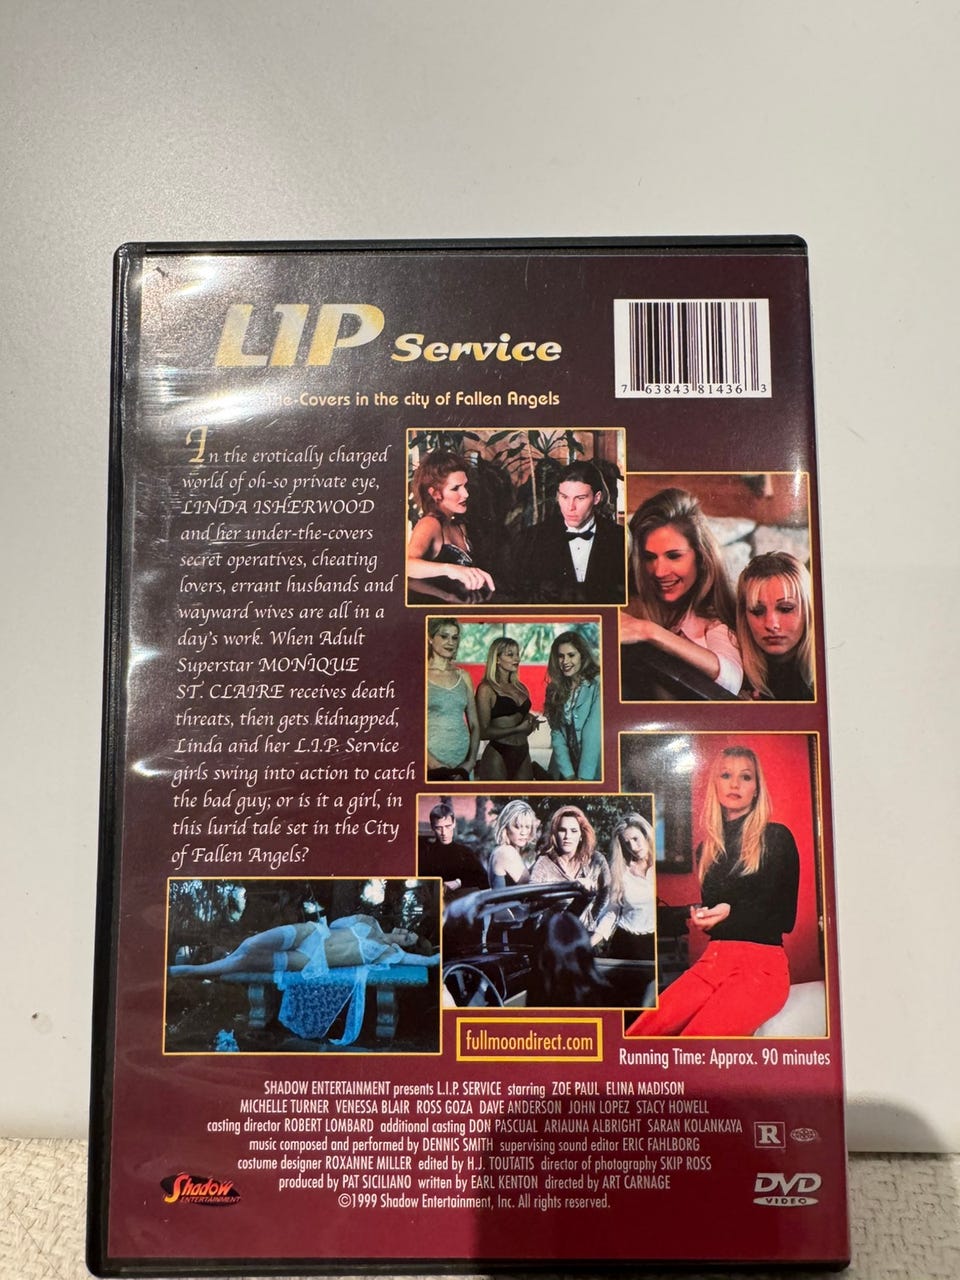 LIP Service
-Covers in the city of Fallen Angels
7 63843 81436 3
In the erotically charged
world of oh-so private eye,
LINDA ISHERWOOD
and her under-the-covers
secret operatives, cheating
lovers, errant husbands and
wayward wives are all in a
day's work. When Adult
Superstar MONIQUE
ST. CLAIRE receives death
threats, then gets kidnapped,
Linda and her L.I.P. Service
girls swing into action to catch
the bad guy; or is it a girl, in
this lurid tale set in the City
of Fallen Angels?
fullmoondirect.com
Running Time: Approx. 90 minutes
SHADOW ENTERTAINMENT presents L.I.P. SERVICE starring ZOE PAUL ELINA MADISON
MICHELLE TURNER VENESSA BLAIR ROSS GOZA DAVE ANDERSON JOHN LOPEZ STACY HOWELL
casting director ROBERT LOMBARD additional casting DON PASCUAL ARIAUNA ALBRIGHT SARAN KOLANKAYA
music composed and performed by DENNIS SMITH supervising sound editor ERIC FAHLBORG
costume designer ROXANNE MILLER edited by H.J. TOUTATIS director of photography SKIP ROSS
produced by PAT SICILIANO written by EARL KENTON directed by ART CARNAGE
©1999 Shadow Entertainment, Inc. All rights reserved.
R
Shadow
ENTERTAINMENT
DVD
VIDEO